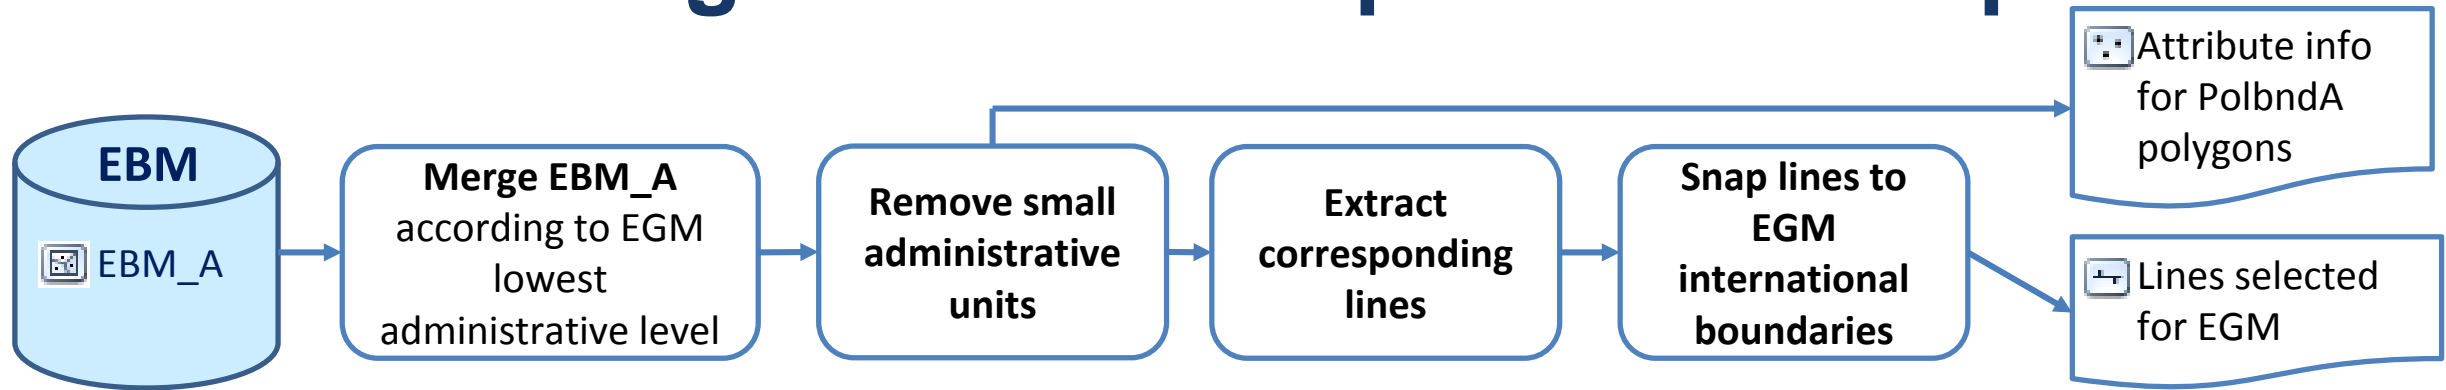 EBM
EBM_A
Merge EBM_A
according to EGM
lowest
administrative level
Remove small
administrative
units
Extract
corresponding
lines
Snap lines to
EGM
international
boundaries
Attribute info
for PolbndA
polygons
Lines selected
for EGM